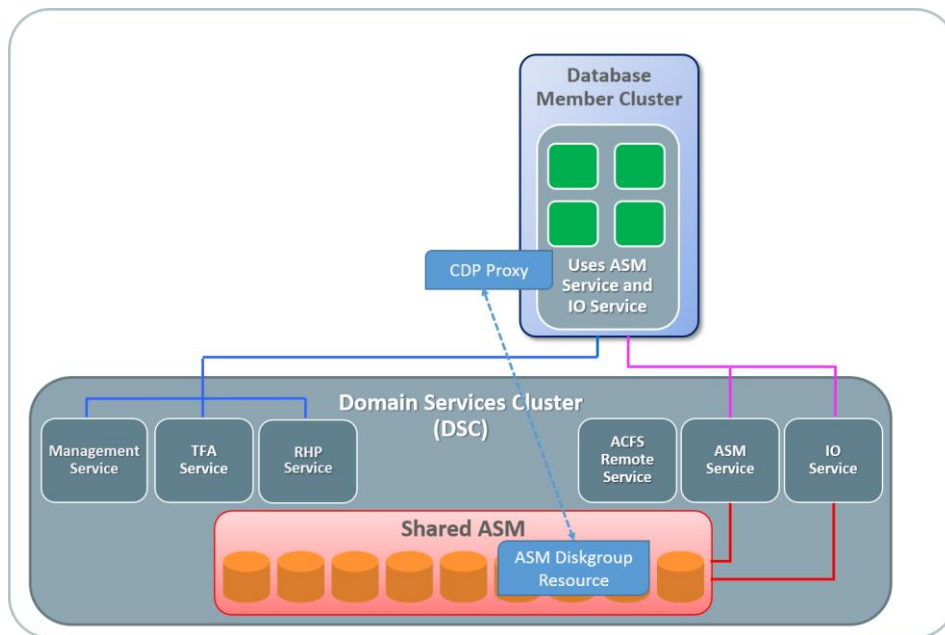 Database
Member Cluster
Uses ASM
Service and
IO Service
CDP Proxy
Domain Services Cluster
(DSC)
Management
Service
TFA
Service
RHP
Service
ACFS
Remote
Service
ASM
Service
IO
Service
Shared ASM
ASM Diskgroup
Resource